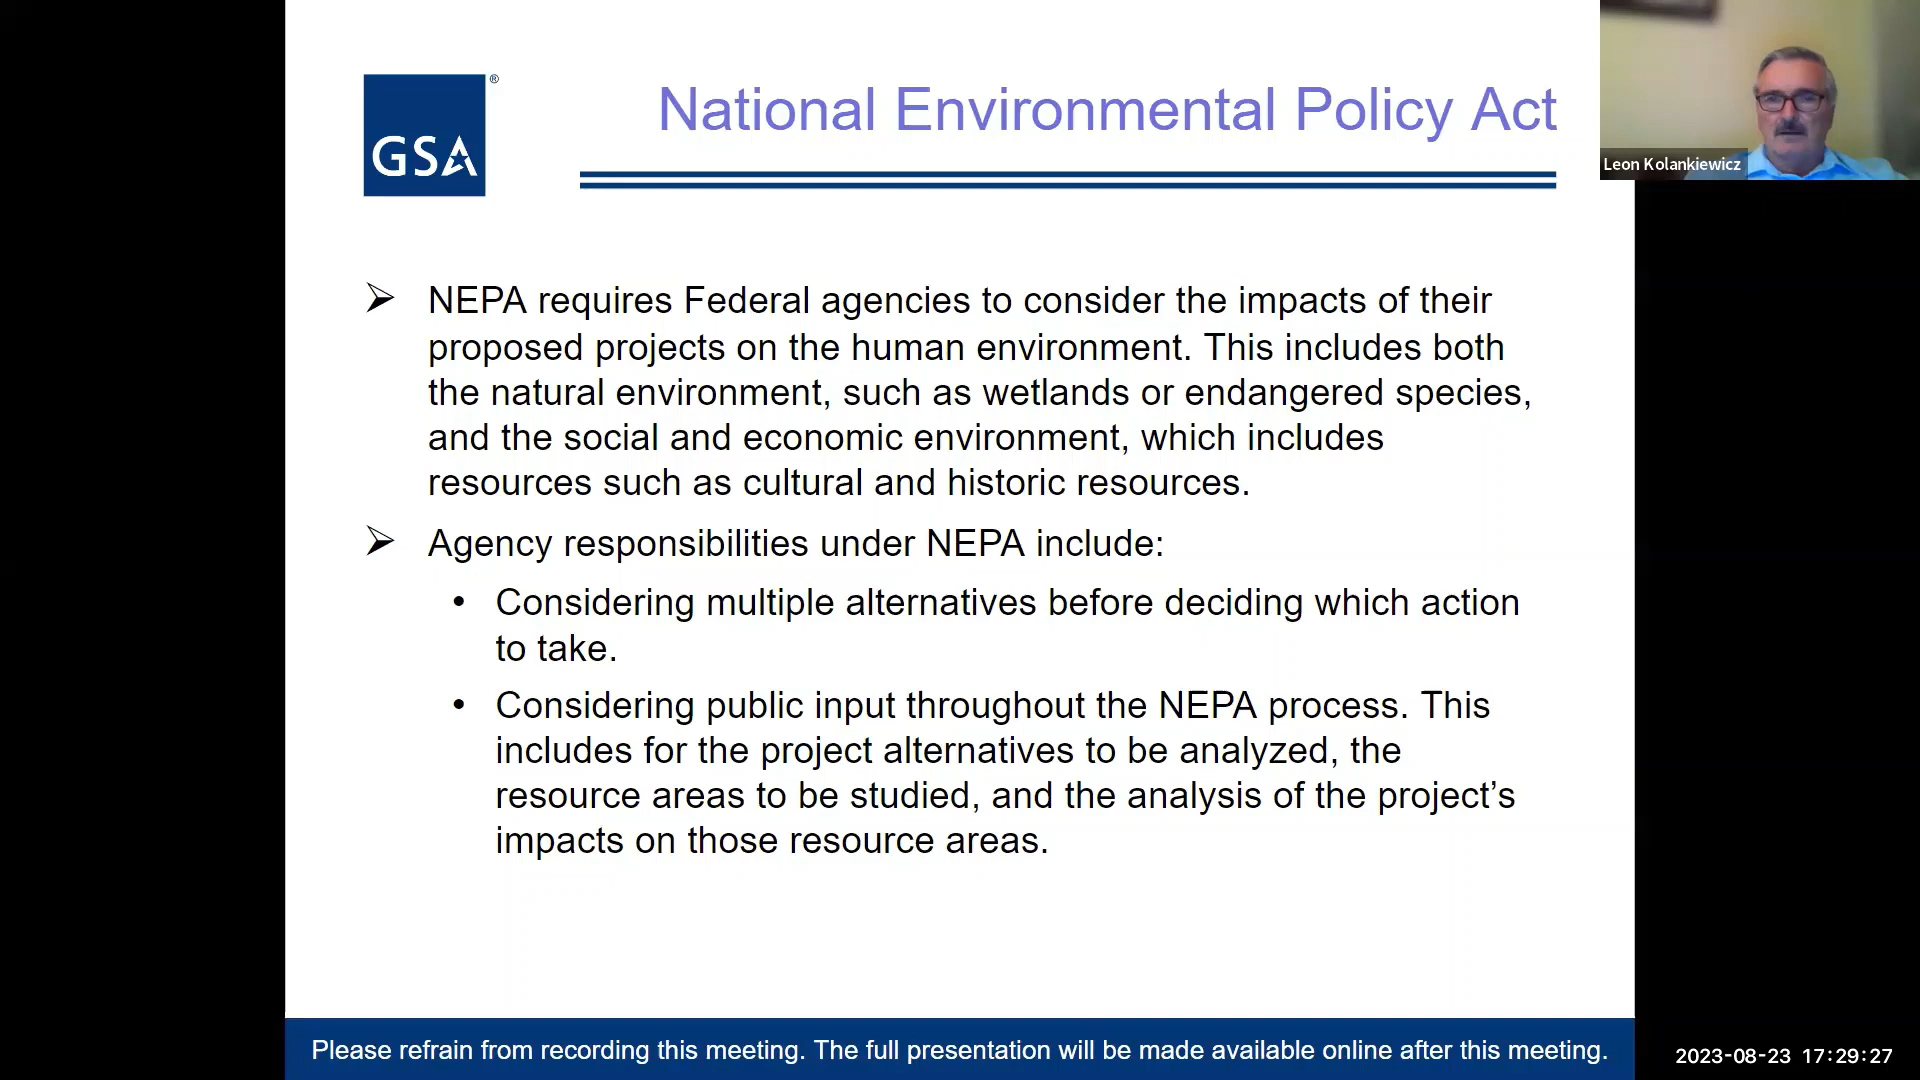 GSA
®
National Environmental Policy Act
Leon Kolankiewicz
➢ NEPA requires Federal agencies to consider the impacts of their
proposed projects on the human environment. This includes both
the natural environment, such as wetlands or endangered species,
and the social and economic environment, which includes
resources such as cultural and historic resources.
➢ Agency responsibilities under NEPA include:
• Considering multiple alternatives before deciding which action
to take.
• Considering public input throughout the NEPA process. This
includes for the project alternatives to be analyzed, the
resource areas to be studied, and the analysis of the project’s
impacts on those resource areas.
Please refrain from recording this meeting. The full presentation will be made available online after this meeting.
2023-08-23 17:29:27